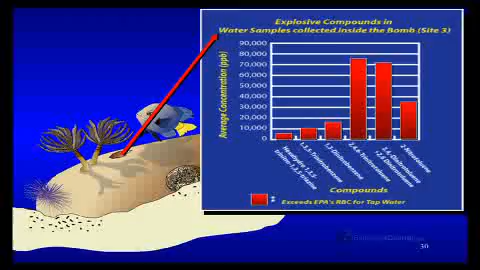 Explosive Compounds in
Water Samples collected inside the Bomb (Site 3)
Average Concentration (ppb)
90,000
80,000
70,000
60,000
50,000
40,000
30,000
20,000
10,000
0
1,3,5-Trinitrobenzene
1,3-Dinitrobenzene
2,4,6-Trinitrotoluene
Compounds
Exceeds EPA's RBC for Tap Water
30